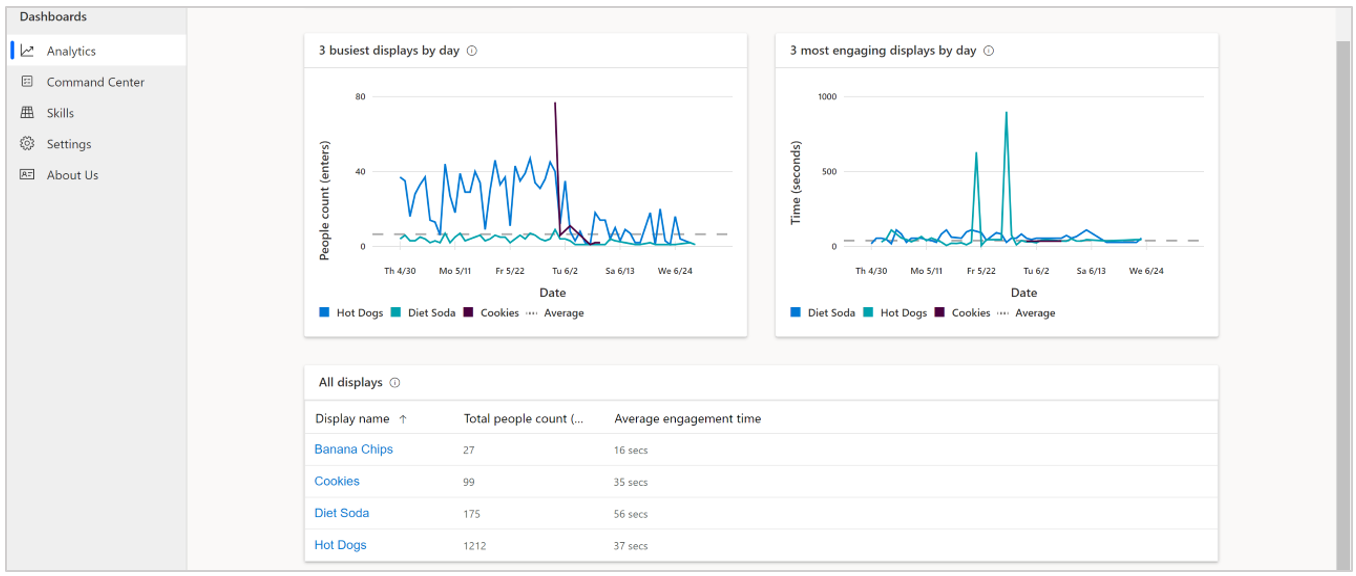 Dashboards
Analytics
Command Center
Skills
Settings
About Us
3 busiest displays by day
80
40
0
People count (enters)
Th 4/30 Mo 5/11 Fr 5/22 Tu 6/2 Sa 6/13 We 6/24
Date
Hot Dogs Diet Soda Cookies Average
3 most engaging displays by day
1000
500
0
Time (seconds)
Th 4/30 Mo 5/11 Fr 5/22 Tu 6/2 Sa 6/13 We 6/24
Date
Diet Soda Hot Dogs Cookies Average
All displays
Display name ↑ Total people count (... Average engagement time
Banana Chips 27 16 secs
Cookies 99 35 secs
Diet Soda 175 56 secs
Hot Dogs 1212 37 secs